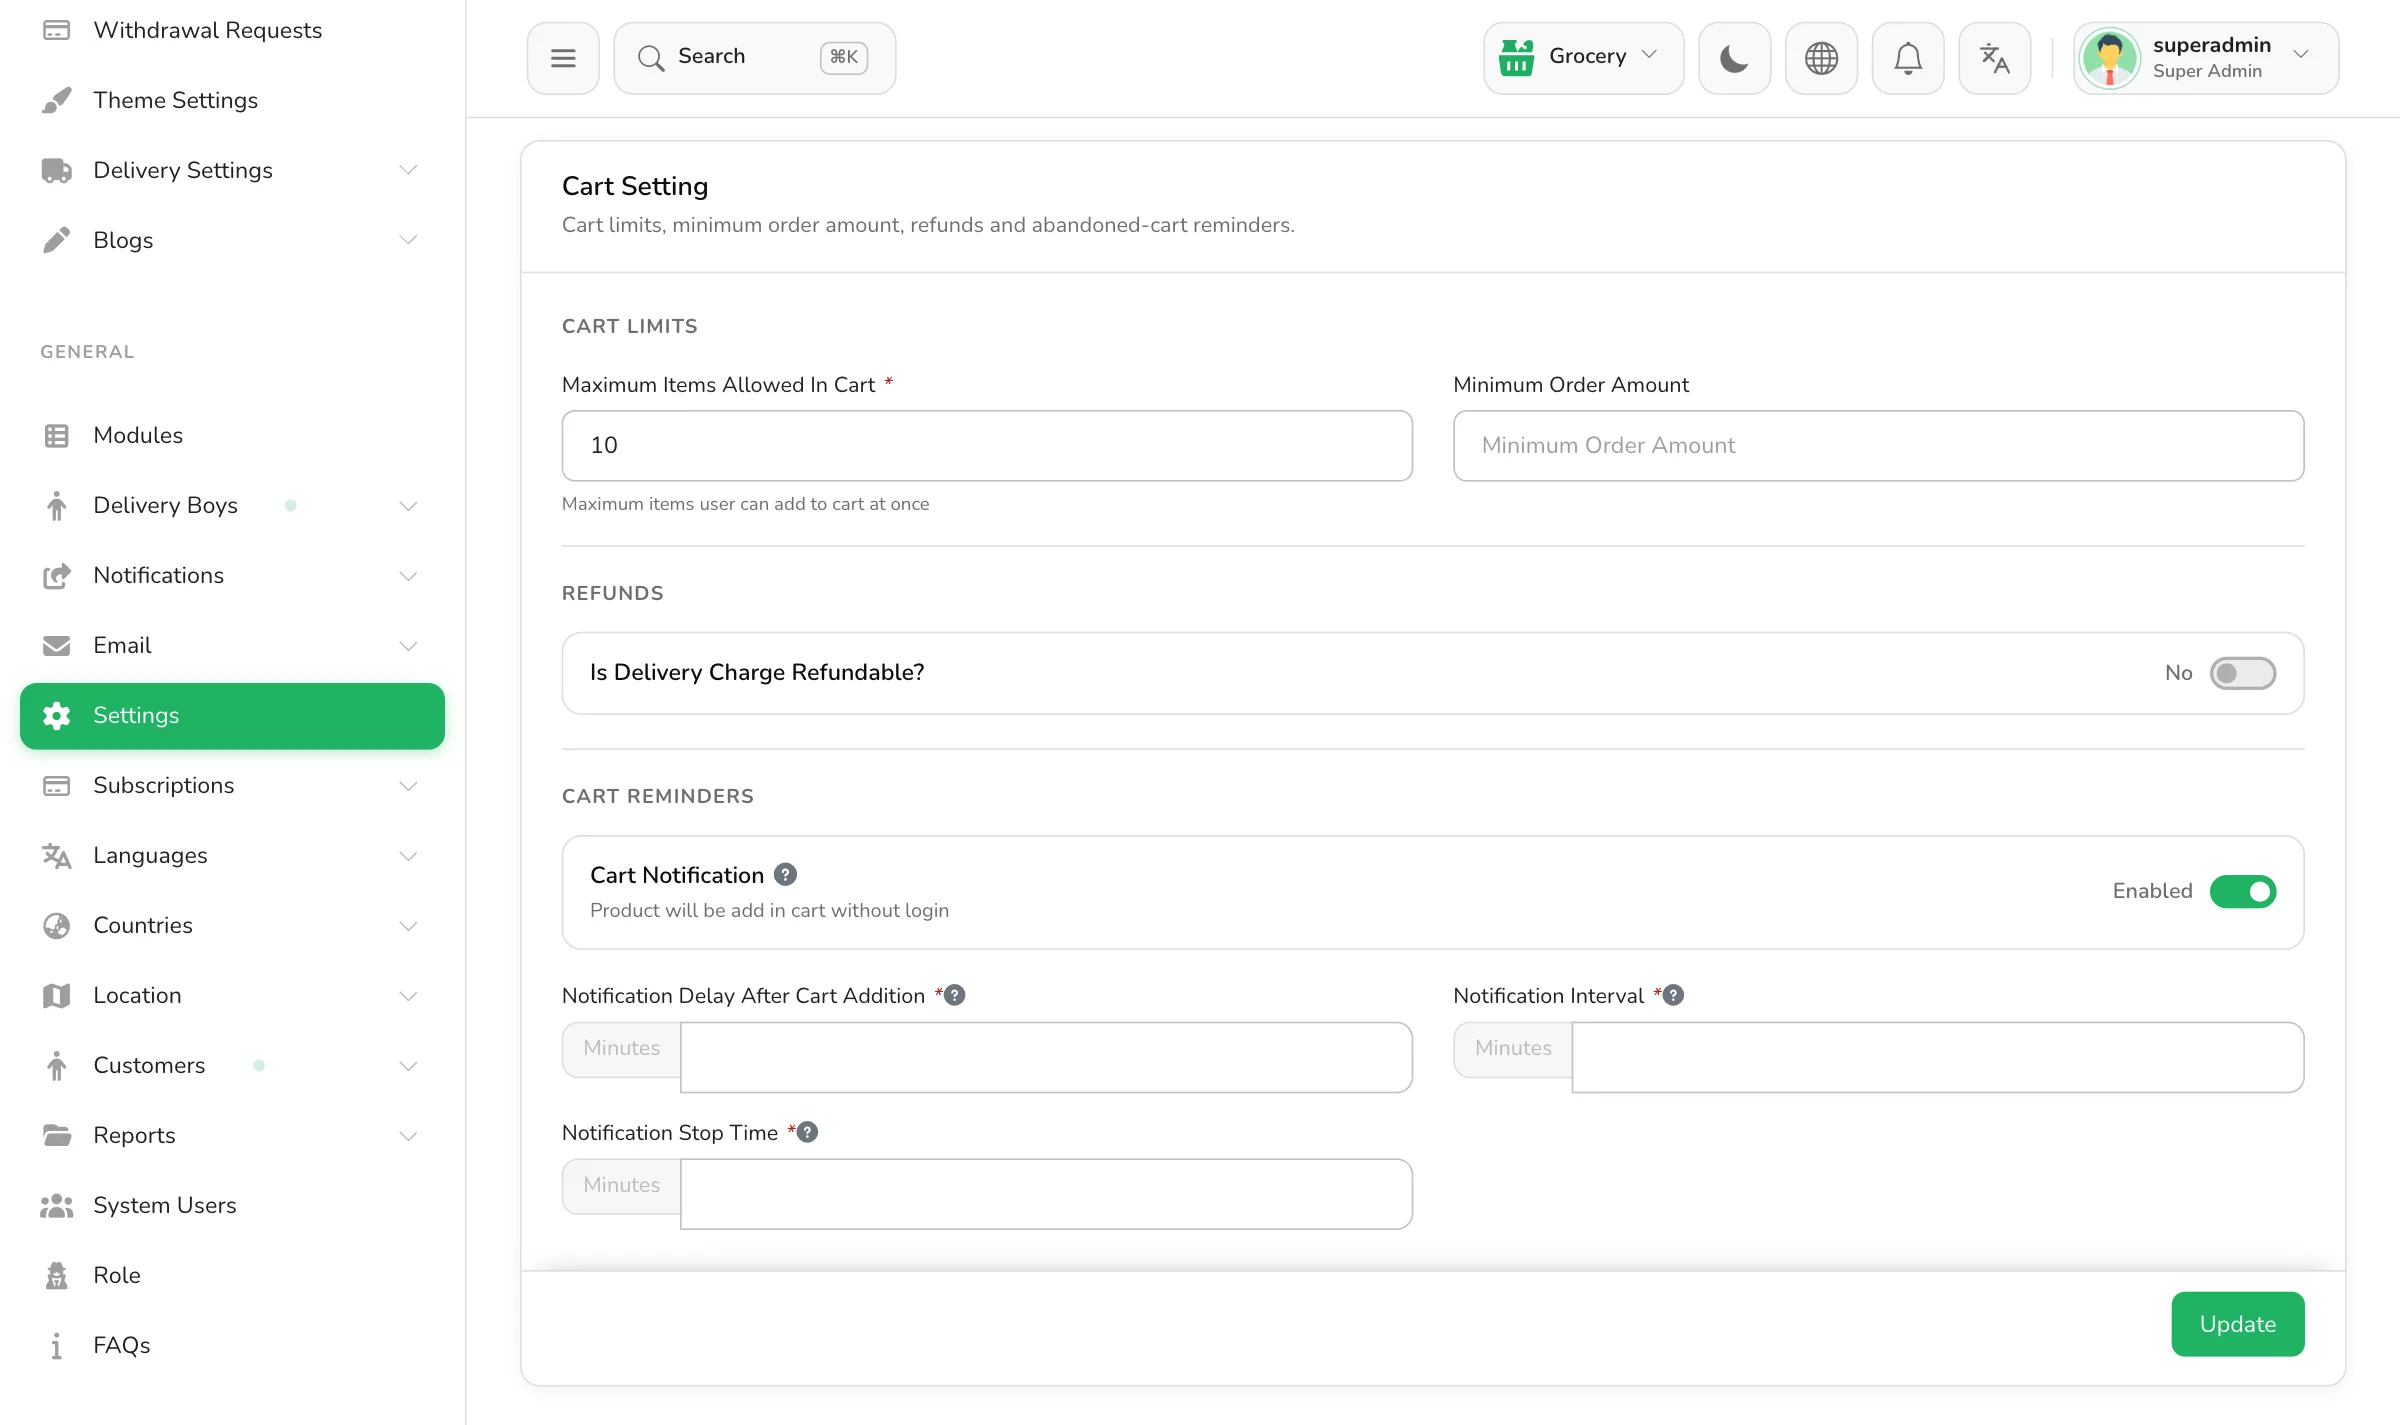 Withdrawal Requests
Theme Settings
Delivery Settings
Blogs
GENERAL
Modules
Delivery Boys
Notifications
Email
Settings
Subscriptions
Languages
Countries
Location
Customers
Reports
System Users
Role
FAQs
Search ⌘K
Grocery
superadmin
Super Admin
Cart Setting
Cart limits, minimum order amount, refunds and abandoned-cart reminders.
CART LIMITS
Maximum Items Allowed In Cart *
10
Maximum items user can add to cart at once
Minimum Order Amount
Minimum Order Amount
REFUNDS
Is Delivery Charge Refundable?
No
CART REMINDERS
Cart Notification ?
Product will be add in cart without login
Enabled
Notification Delay After Cart Addition *?
Minutes
Notification Interval *?
Minutes
Notification Stop Time *?
Minutes
Update